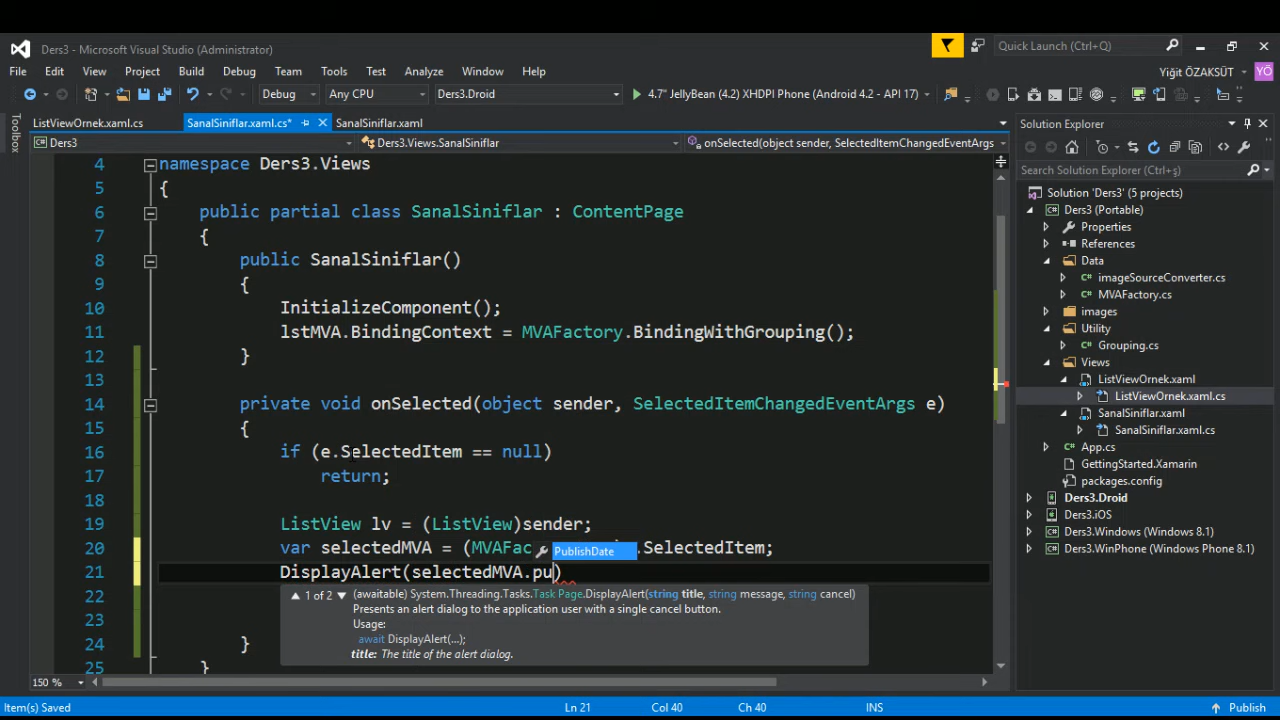 Ders3 - Microsoft Visual Studio (Administrator)
Quick Launch (Ctrl+Q)
File Edit View Project Build Debug Team Tools Test Analyze Window Help
Yiğit ÖZAKSÜT YÖ
Debug Any CPU Ders3.Droid 4.7" JellyBean (4.2) XHDPI Phone (Android 4.2 - API 17)
ListViewOrnek.xaml.cs SanalSiniflar.xaml.cs* SanalSiniflar.xaml
Ders3 Ders3.Views.SanalSiniflar onSelected(object sender, SelectedItemChangedEventArgs
Toolbox
4 namespace Ders3.Views
5 {
6 public partial class SanalSiniflar : ContentPage
7 {
8 public SanalSiniflar()
9 {
10 InitializeComponent();
11 lstMVA.BindingContext = MVAFactory.BindingWithGrouping();
12 }
13
14 private void onSelected(object sender, SelectedItemChangedEventArgs e)
15 {
16 if (e.SelectedItem == null)
17 return;
18
19 ListView lv = (ListView)sender;
20 var selectedMVA = (MVAFac .SelectedItem;
PublishDate
21 DisplayAlert(selectedMVA.pu)
22
1 of 2 (awaitable) System.Threading.Tasks.Task Page.DisplayAlert(string title, string message, string cancel)
Presents an alert dialog to the application user with a single cancel button.
Usage:
await DisplayAlert(...);
title: The title of the alert dialog.
23
24 }
25 }
150 %
Solution Explorer
Search Solution Explorer (Ctrl+ş)
Solution 'Ders3' (5 projects)
Ders3 (Portable)
Properties
References
Data
imageSourceConverter.cs
MVAFactory.cs
images
Utility
Grouping.cs
Views
ListViewOrnek.xaml
ListViewOrnek.xaml.cs
SanalSiniflar.xaml
SanalSiniflar.xaml.cs
App.cs
GettingStarted.Xamarin
packages.config
Ders3.Droid
Ders3.iOS
Ders3.Windows (Windows 8.1)
Ders3.WinPhone (Windows Phone 8.1)
Item(s) Saved Ln 21 Col 40 Ch 40 INS Publish